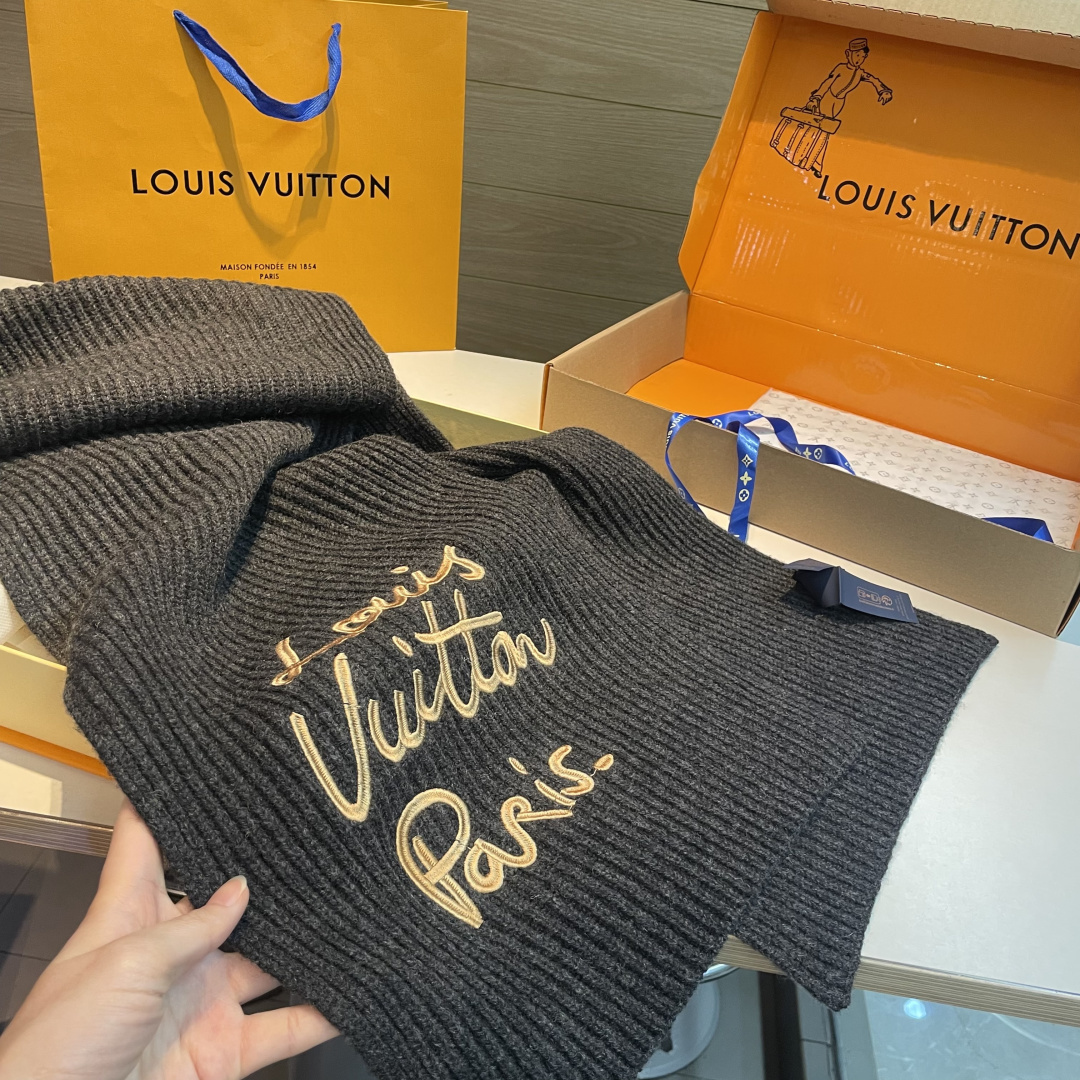 LOUIS VUITTON
MAISON FONDÉE EN 1854
PARIS
LOUIS VUITTON
Louis
Vuitton
Paris.